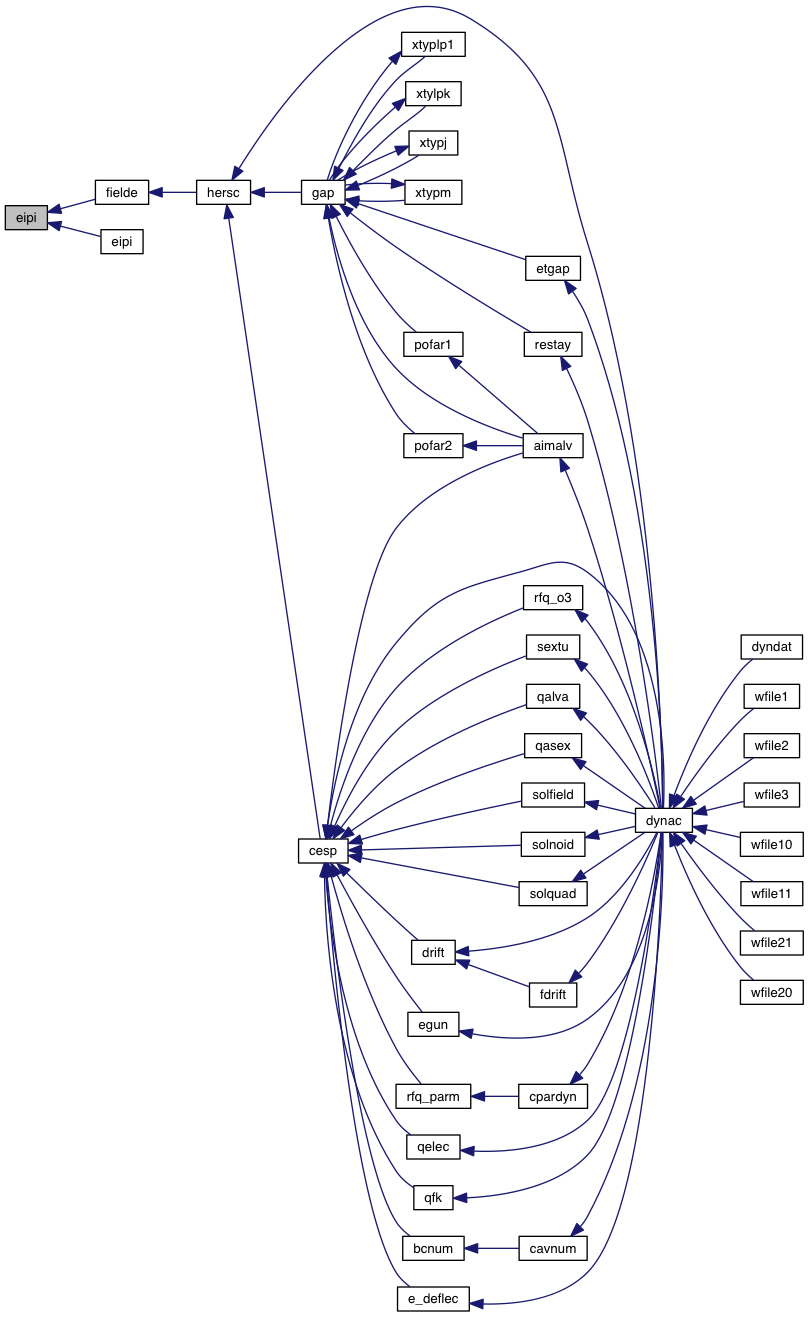 xtyplp1
xtylpk
xtypj
xtypm
fielde
hersc
gap
eipi
eipi
etgap
pofar1
restay
pofar2
aimalv
rfq_o3
sextu
dyndat
qalva
wfile1
qasex
wfile2
solfield
wfile3
dynac
cesp
solnoid
wfile10
solquad
wfile11
drift
wfile21
fdrift
wfile20
egun
rfq_parm
cpardyn
qelec
qfk
bcnum
cavnum
e_deflec